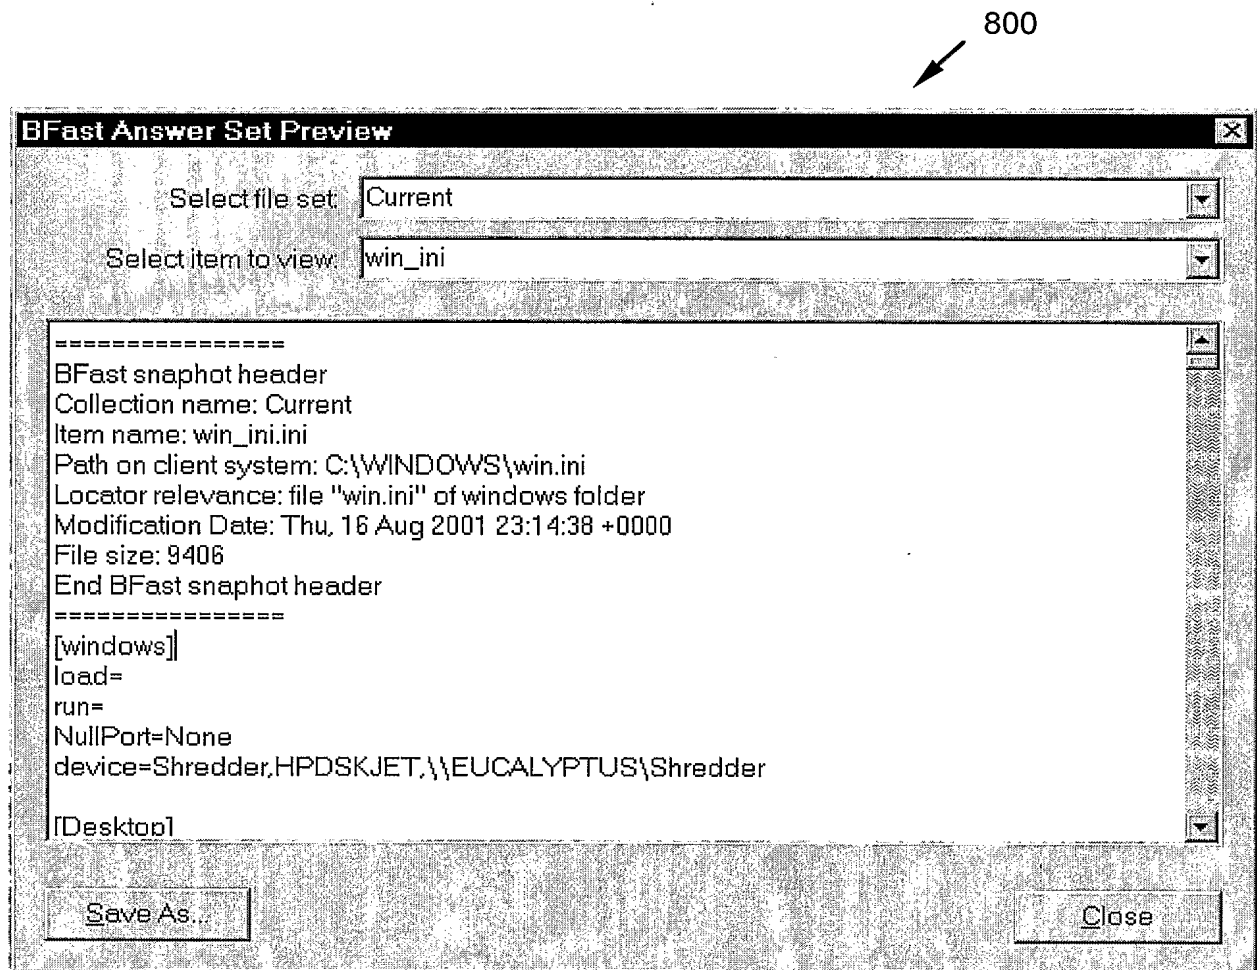 800
BFast Answer Set Preview
Select file set: Current
Select item to view: win_ini
================
BFast snaphot header
Collection name: Current
Item name: win_ini.ini
Path on client system: C:\WINDOWS\win.ini
Locator relevance: file "win.ini" of windows folder
Modification Date: Thu, 16 Aug 2001 23:14:38 +0000
File size: 9406
End BFast snaphot header
================
[windows]
load=
run=
NullPort=None
device=Shredder,HPDSKJET,\\EUCALYPTUS\Shredder
[Desktop]
Save As...
Close